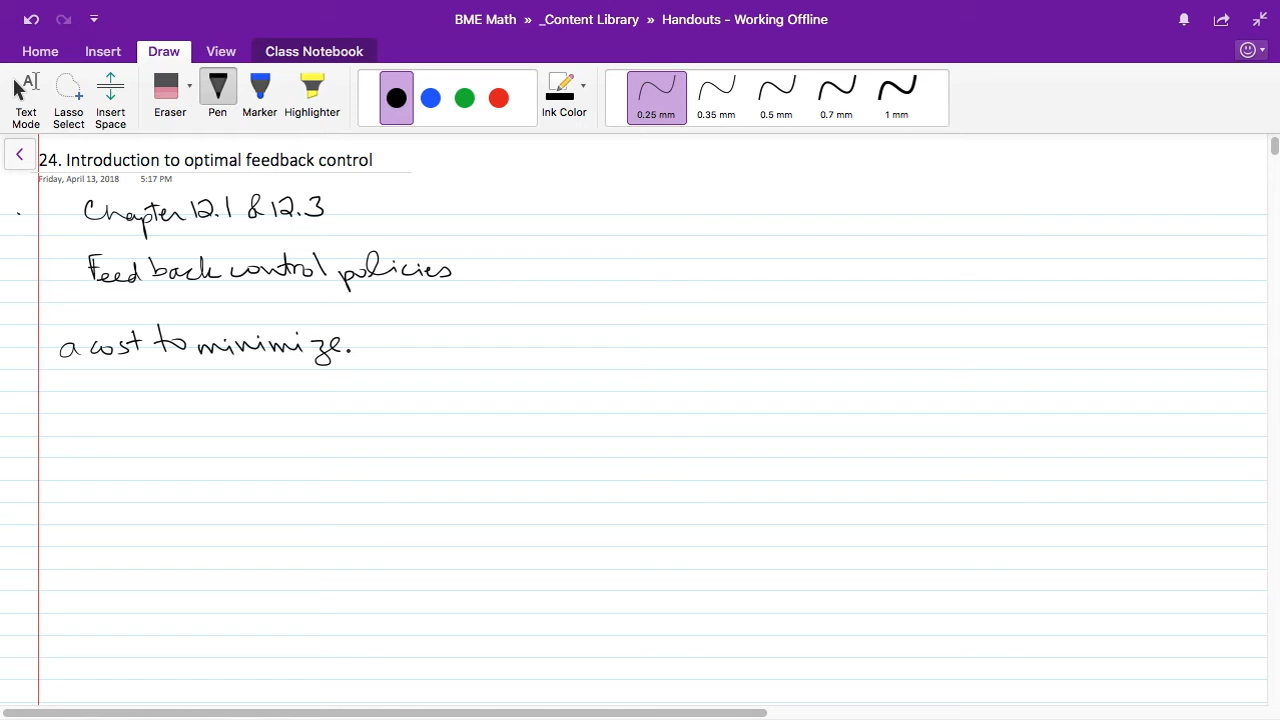 BME Math » _Content Library » Handouts - Working Offline
Home Insert Draw View Class Notebook
Text Mode
Lasso Select
Insert Space
Eraser
Pen
Marker
Highlighter
Ink Color
0.25 mm
0.35 mm
0.5 mm
0.7 mm
1 mm
24. Introduction to optimal feedback control
Friday, April 13, 2018 5:17 PM
Chapter 12.1 & 12.3
Feedback control policies
a cost to minimize.